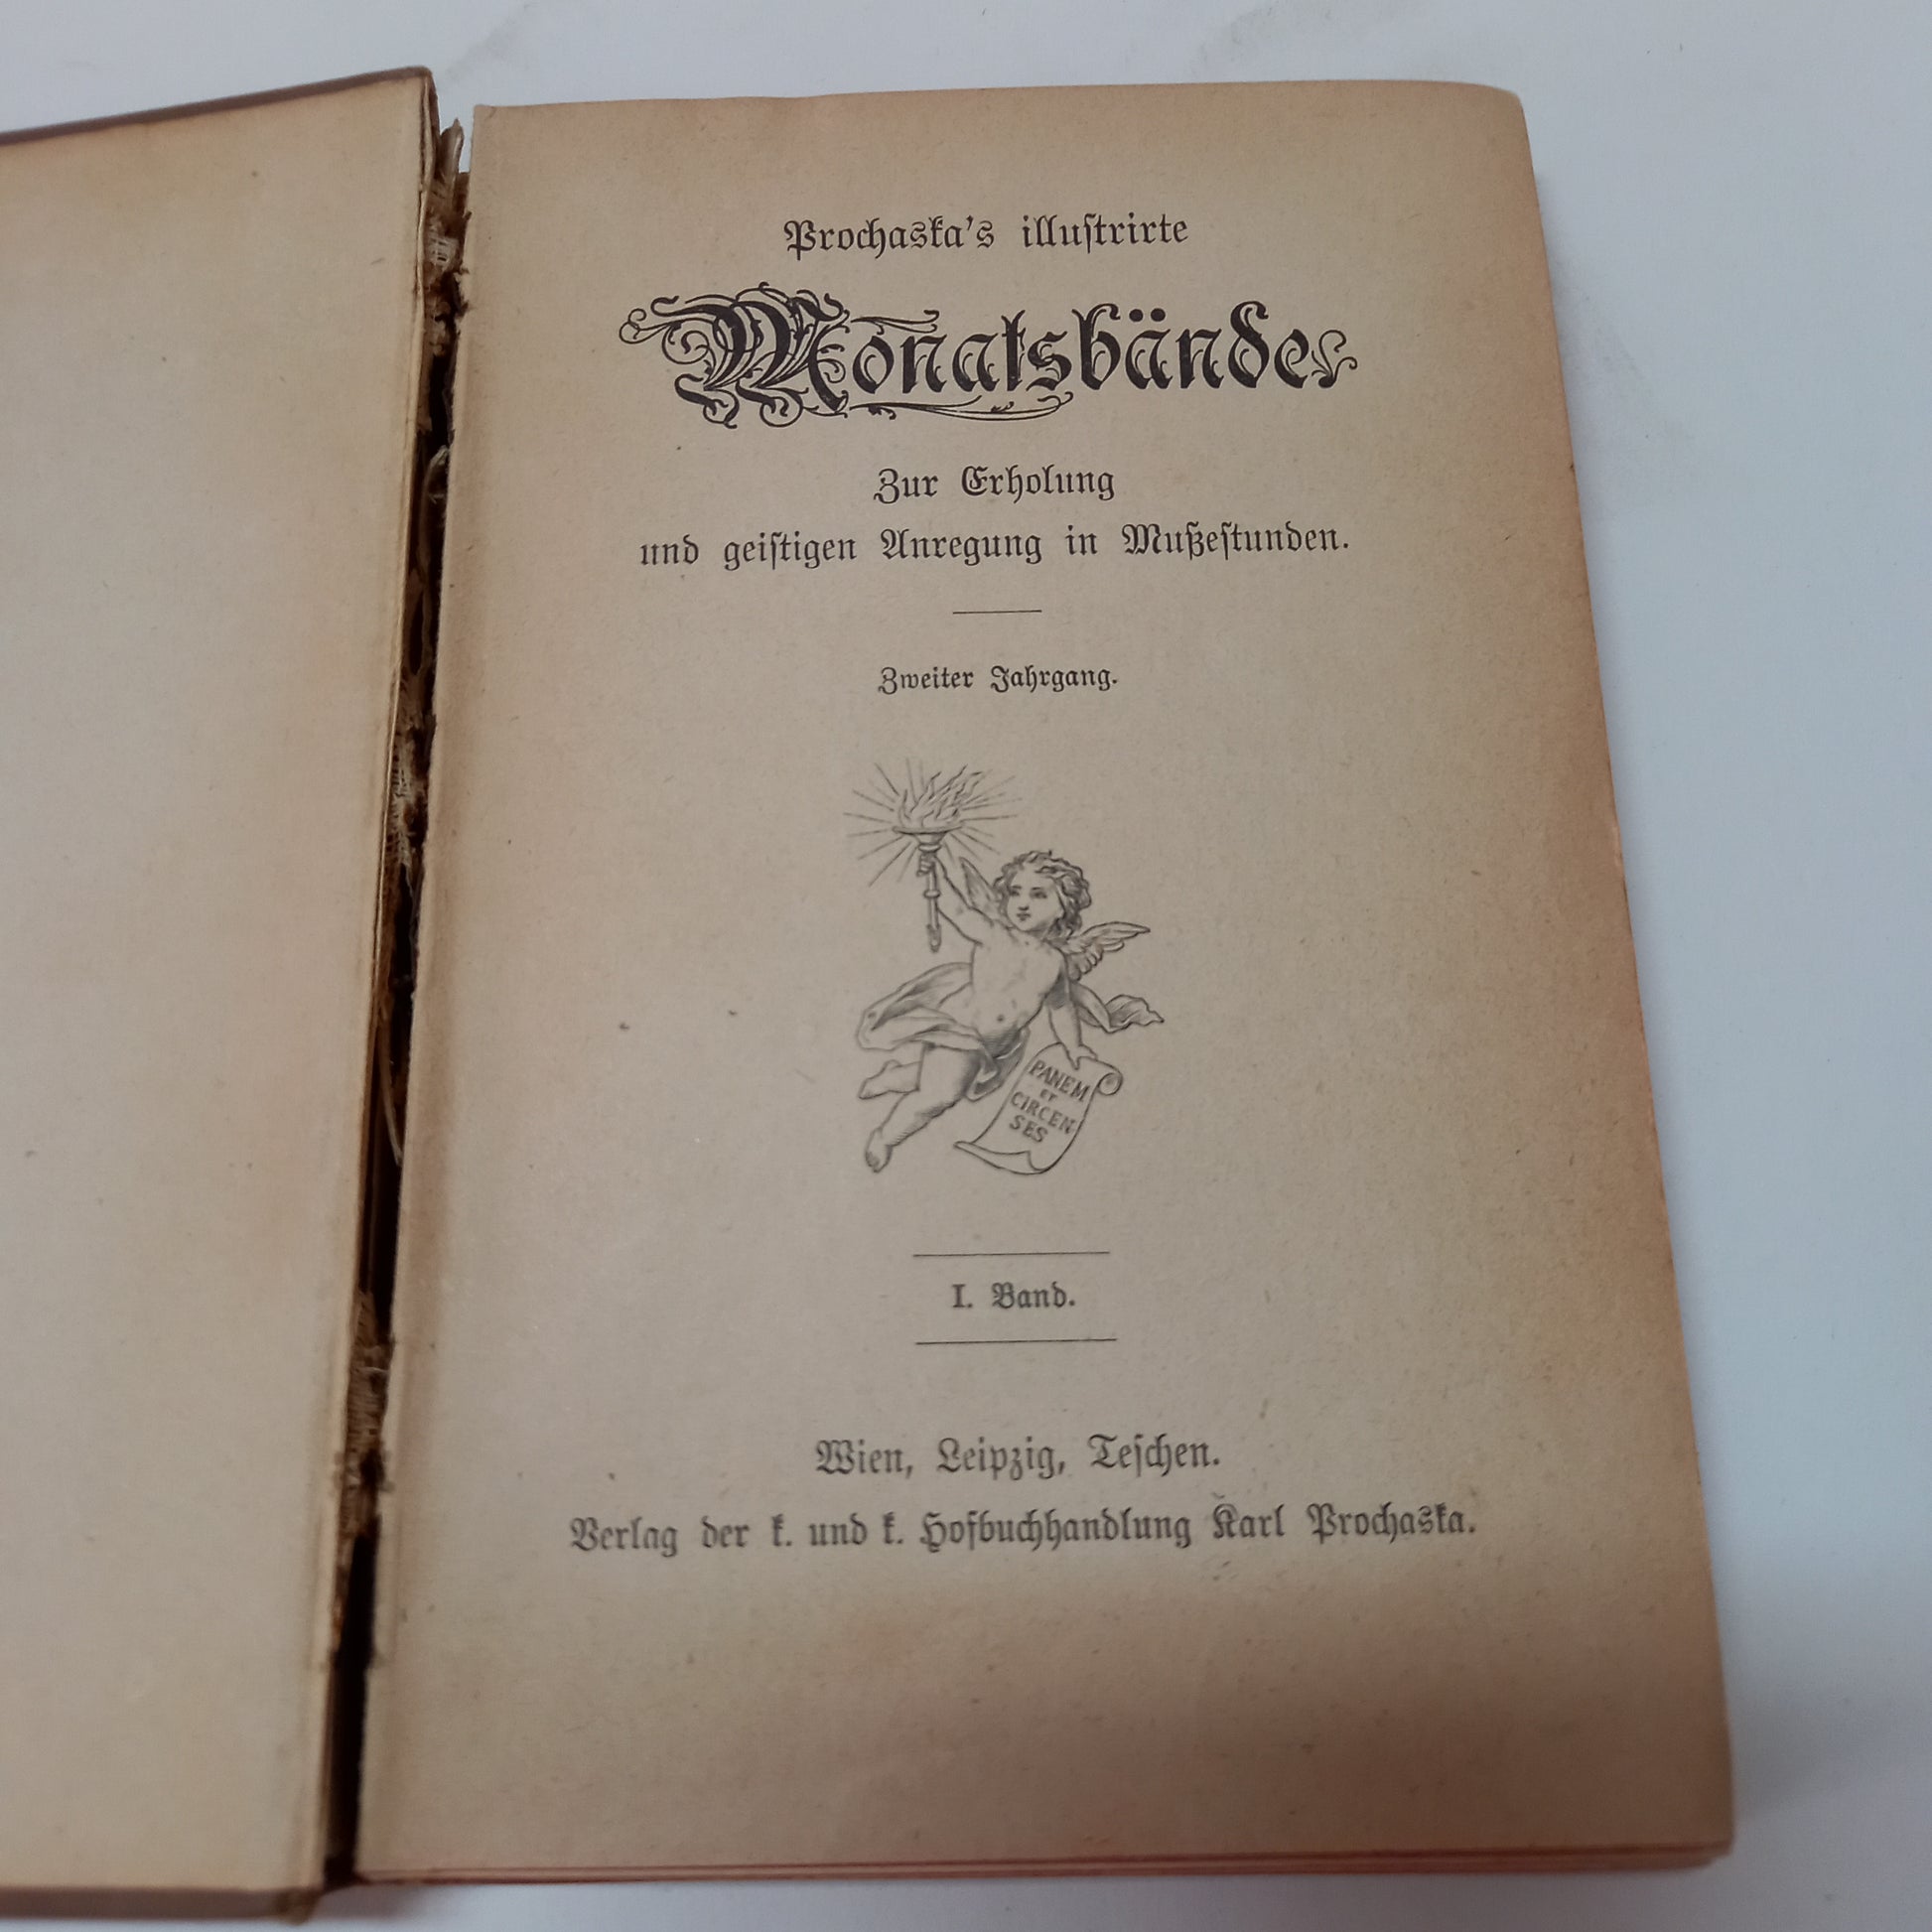 Prochaska's illustrirte
Monatsbände
Zur Erholung
und geistigen Anregung in Mußestunden.
Zweiter Jahrgang.
PANEM
ET
CIRCEN-
SES
I. Band.
Wien, Leipzig, Teschen.
Verlag der k. und k. Hofbuchhandlung Karl Prochaska.